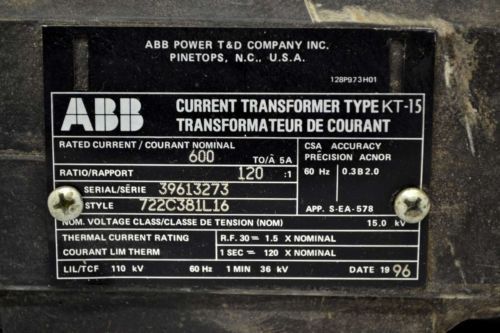 ABB POWER T&D COMPANY INC.
PINETOPS, N.C., U.S.A.
128P973H01
ABB
CURRENT TRANSFORMER TYPE KT-15
TRANSFORMATEUR DE COURANT
RATED CURRENT / COURANT NOMINAL
600 TO/Â 5A
RATIO/RAPPORT 120 :1
SERIAL/SÉRIE 39613273
STYLE 722C381L16
CSA ACCURACY
PRÉCISION ACNOR
60 Hz 0.3B2.0
APP. S-EA-578
NOM. VOLTAGE CLASS/CLASSE DE TENSION (NOM) 15.0 kV
THERMAL CURRENT RATING R.F. 30 = 1.5 X NOMINAL
COURANT LIM THERM 1 SEC = 120 X NOMINAL
LIL/TCF 110 kV 60 Hz 1 MIN 36 kV DATE 19 96